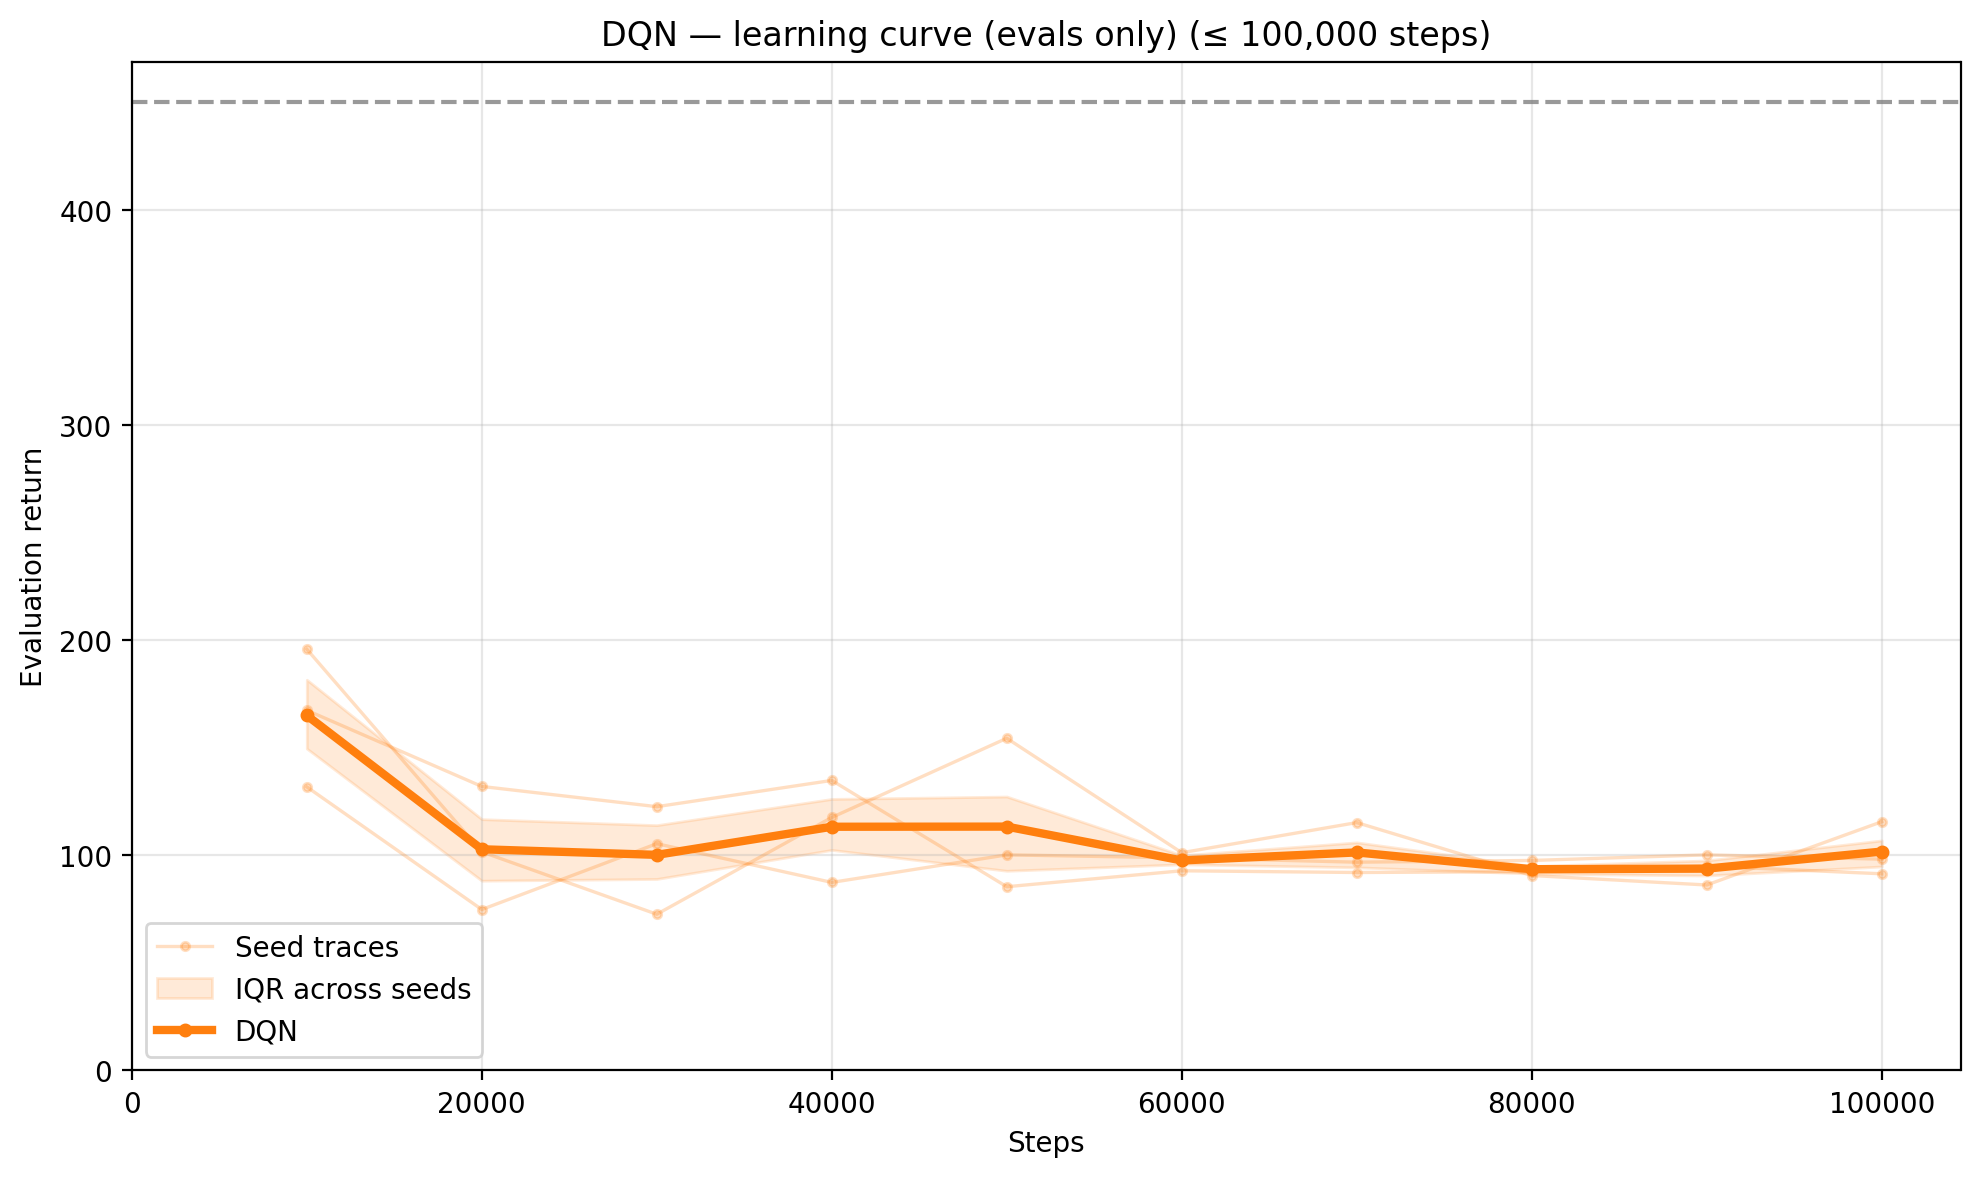 DQN — learning curve (evals only) (≤ 100,000 steps)
Evaluation return
400
300
200
100
0
Seed traces
IQR across seeds
DQN
0
20000
40000
60000
80000
100000
Steps